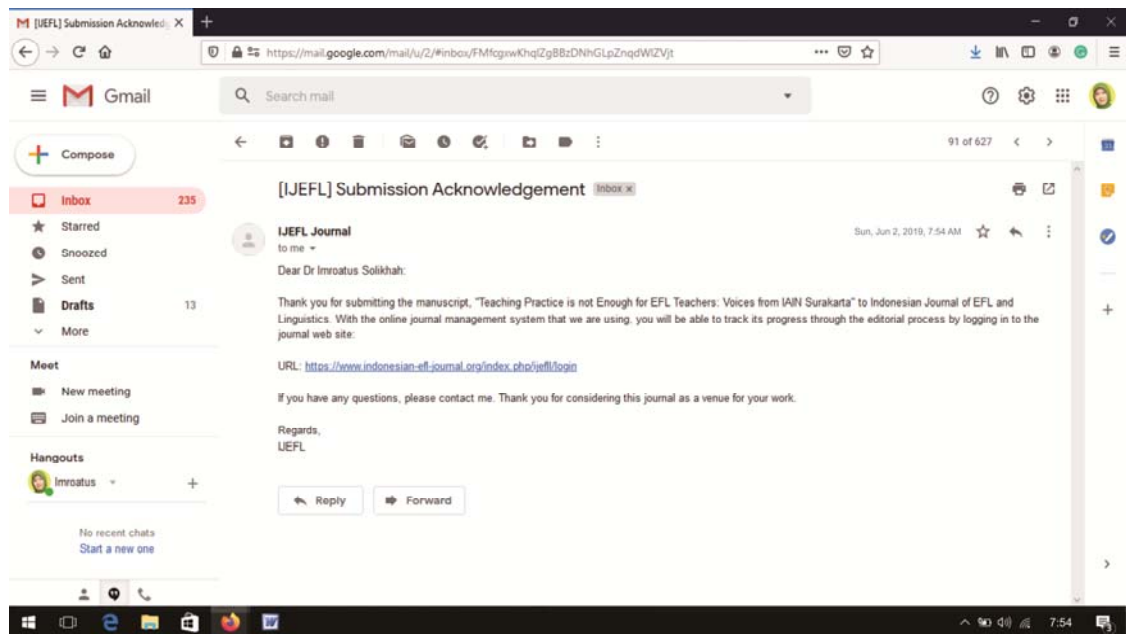 [IJEFL] Submission Acknowled
https://mail.google.com/mail/u/2/#inbox/FMfcgxwKhqlZgBBzDNhGLpZnqdWlZVjt
Gmail
Search mail
Compose
91 of 627
Inbox 235
Starred
Snoozed
Sent
Drafts 13
More
Meet
New meeting
Join a meeting
Hangouts
Imroatus
No recent chats
Start a new one
[IJEFL] Submission Acknowledgement Inbox x
IJEFL Journal Sun, Jun 2, 2019, 7:54 AM
to me
Dear Dr Imroatus Solikhah:
Thank you for submitting the manuscript, "Teaching Practice is not Enough for EFL Teachers: Voices from IAIN Surakarta" to Indonesian Journal of EFL and
Linguistics. With the online journal management system that we are using. you will be able to track its progress through the editorial process by logging in to the
journal web site:
URL: https://www.indonesian-efl-journal.org/index.php/ijefll/login
If you have any questions, please contact me. Thank you for considering this journal as a venue for your work.
Regards,
IJEFL
Reply Forward
7:54